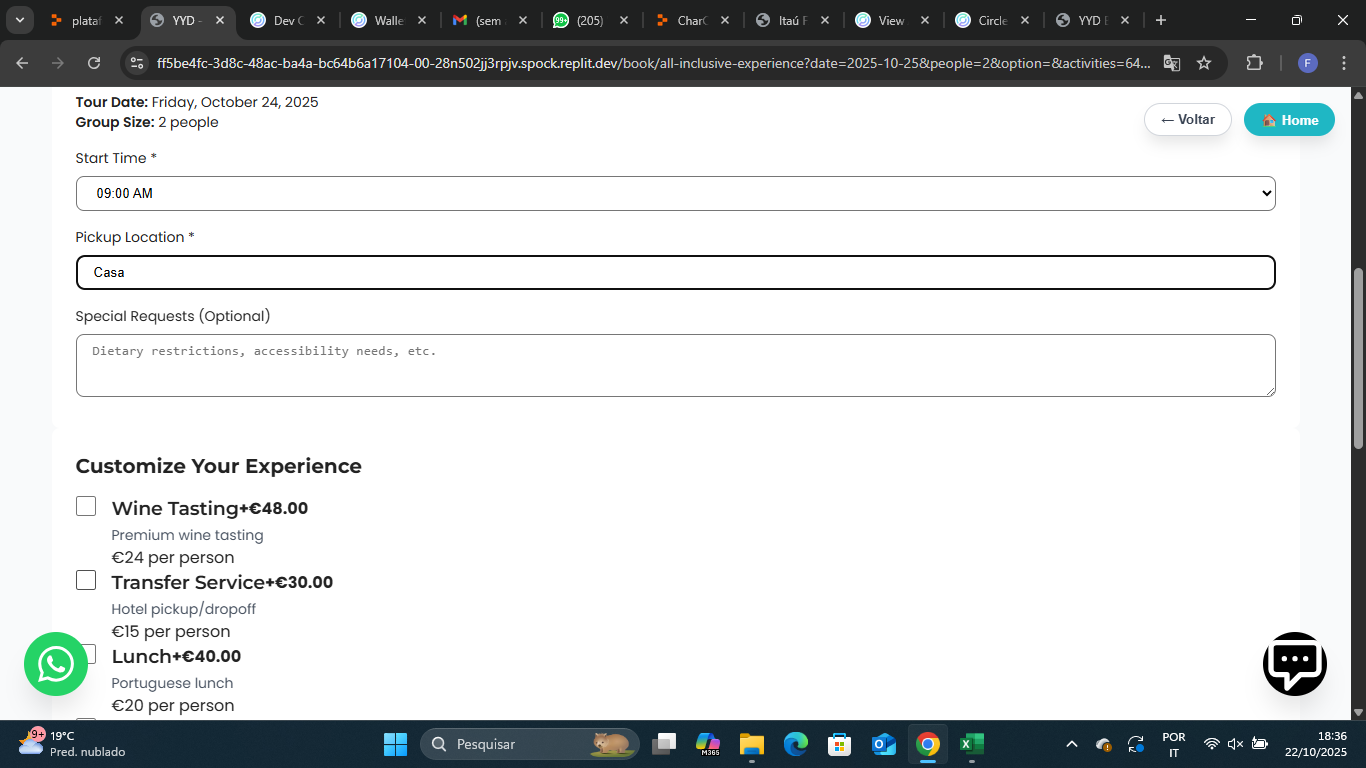 plataf
YYD -
Dev C
Walle
(sem
(205)
CharG
Itaú F
View
Circle
YYD E
ff5be4fc-3d8c-48ac-ba4a-bc64b6a17104-00-28n502jj3rpjv.spock.replit.dev/book/all-inclusive-experience?date=2025-10-25&people=2&option=&activities=64...
F
Tour Date: Friday, October 24, 2025
Group Size: 2 people
← Voltar
Home
Start Time *
09:00 AM
Pickup Location *
Casa
Special Requests (Optional)
Dietary restrictions, accessibility needs, etc.
Customize Your Experience
Wine Tasting+€48.00
Premium wine tasting
€24 per person
Transfer Service+€30.00
Hotel pickup/dropoff
€15 per person
Lunch+€40.00
Portuguese lunch
€20 per person
9+
19°C
Pred. nublado
Pesquisar
M365
POR
IT
18:36
22/10/2025